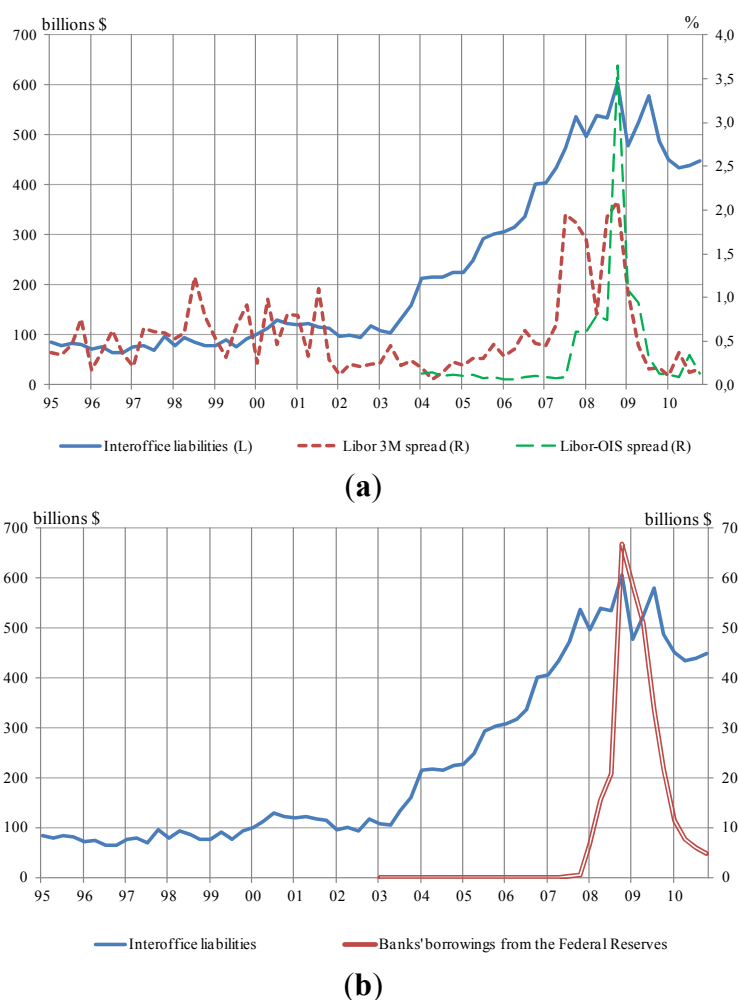 billions $ %
700 4,0
600 3,5
500 3,0
400 2,5
300 2,0
200 1,5
100 1,0
0 0,5
0,0
95 96 97 98 99 00 01 02 03 04 05 06 07 08 09 10
Interoffice liabilities (L) Libor 3M spread (R) Libor-OIS spread (R)
(a)
billions $ billions $
700 70
600 60
500 50
400 40
300 30
200 20
100 10
0 0
95 96 97 98 99 00 01 02 03 04 05 06 07 08 09 10
Interoffice liabilities Banks' borrowings from the Federal Reserves
(b)